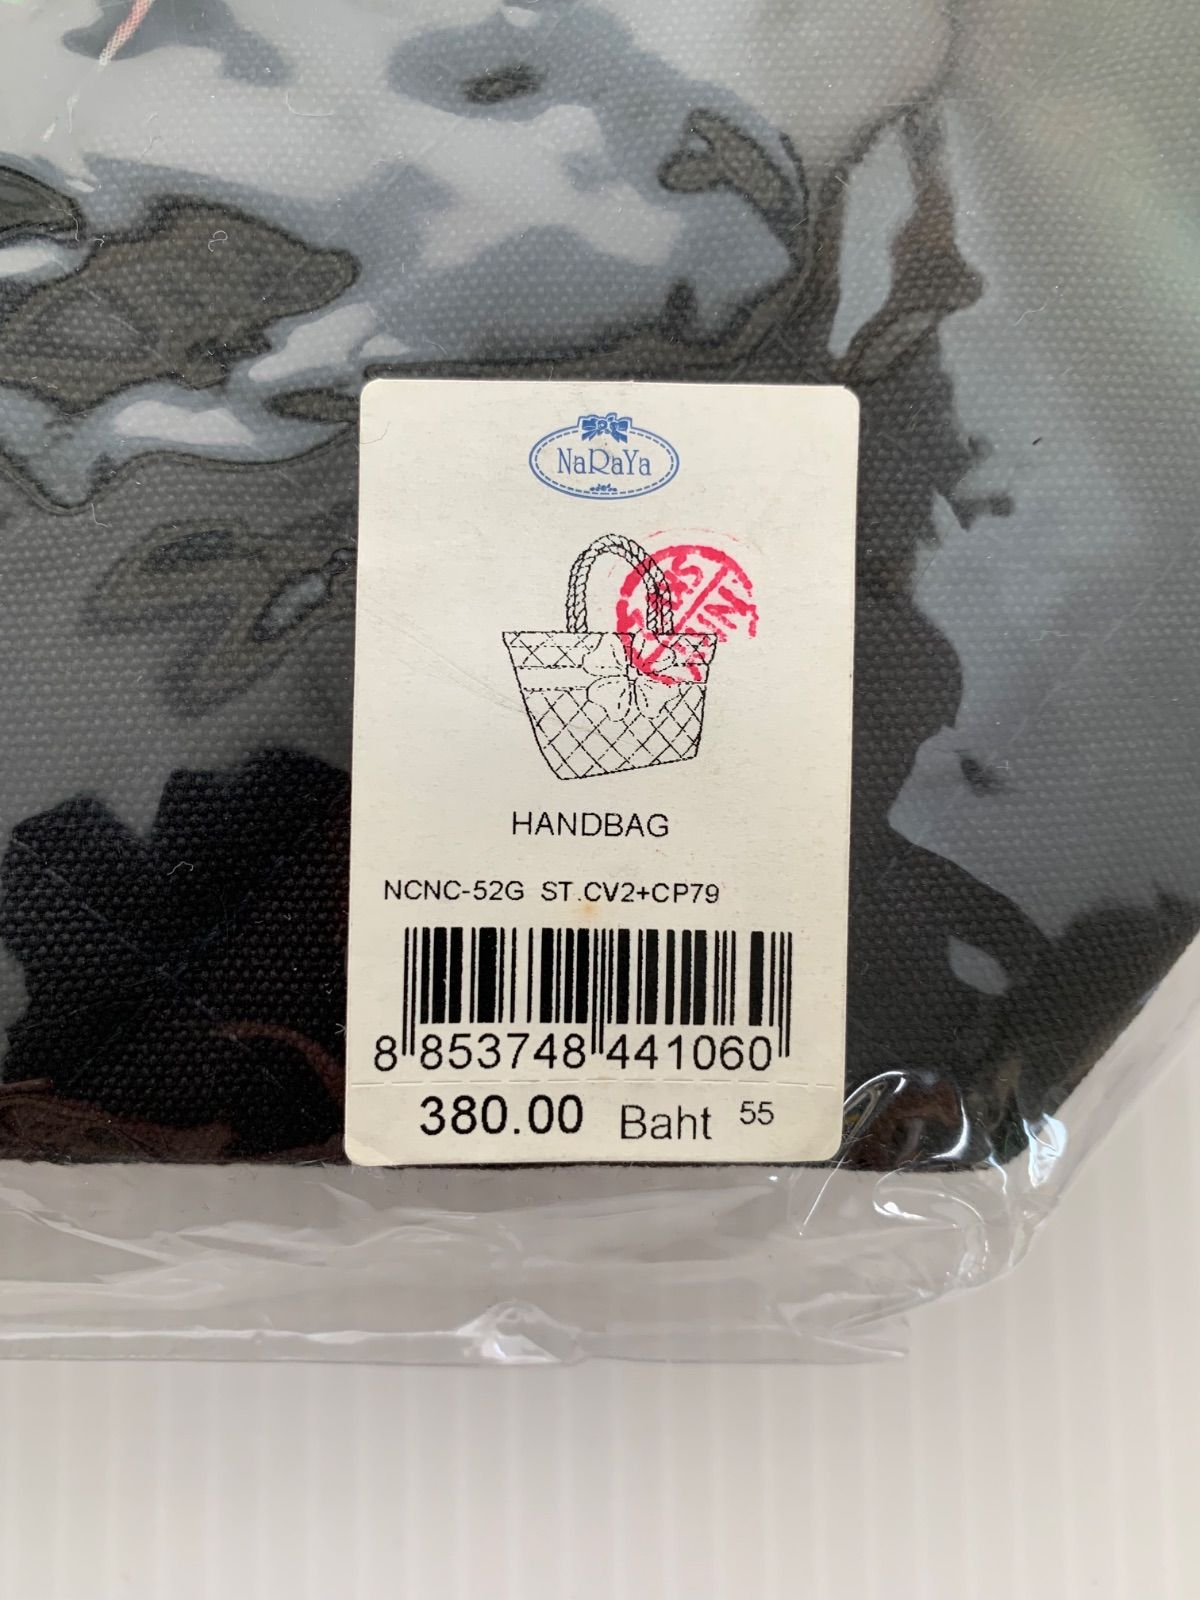 NaRaYa
HANDBAG
NCNC-52G ST.CV2+CP79
8 853748 441060
380.00 Baht 55